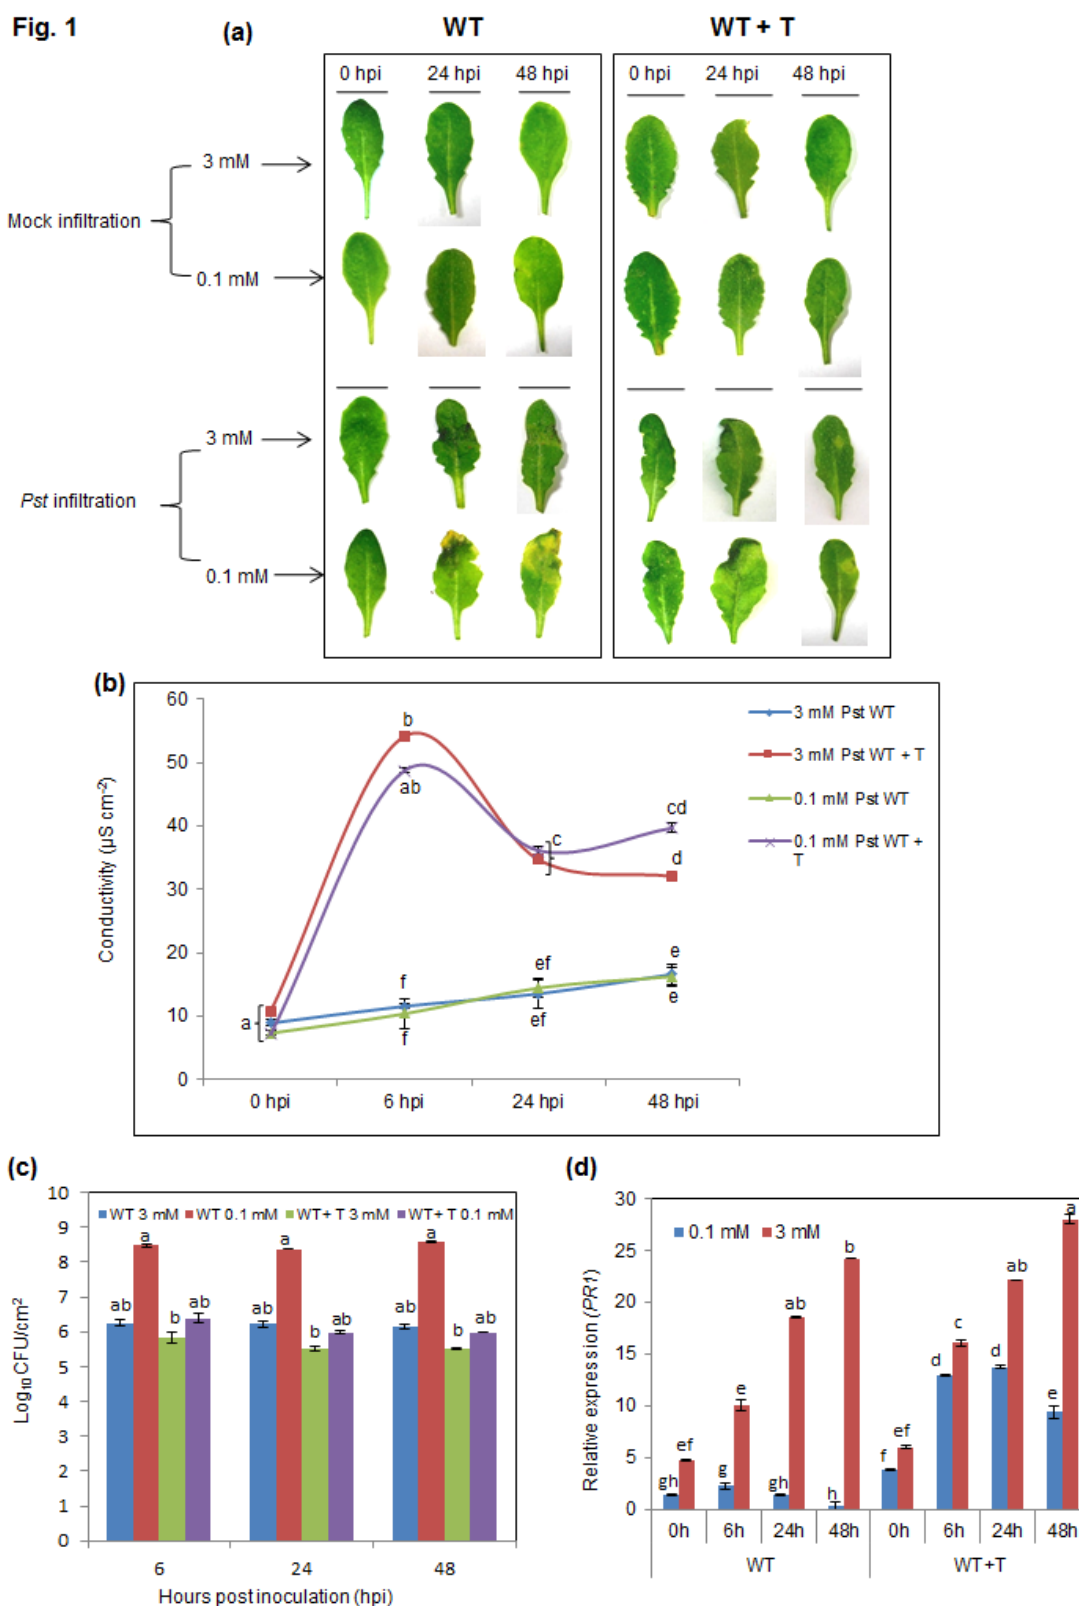 Fig. 1
(a)
WT
WT + T
0 hpi
24 hpi
48 hpi
0 hpi
24 hpi
48 hpi
3 mM
Mock infiltration
0.1 mM
3 mM
Pst infiltration
0.1 mM
(b)
60
50
40
30
20
10
0
Conductivity (µS cm⁻²)
0 hpi
6 hpi
24 hpi
48 hpi
a
b
ab
c
cd
d
f
f
ef
ef
e
e
3 mM Pst WT
3 mM Pst WT + T
0.1 mM Pst WT
0.1 mM Pst WT +
T
(c)
10
9
8
7
6
5
4
3
2
1
0
Log₁₀ CFU/cm²
WT 3 mM
WT 0.1 mM
WT+ T 3 mM
WT+ T 0.1 mM
ab
a
b
ab
ab
a
b
ab
ab
a
b
ab
6
24
48
Hours post inoculation (hpi)
(d)
30
25
20
15
10
5
0
Relative expression (PR1)
0.1 mM
3 mM
gh
ef
g
e
gh
ab
h
b
f
ef
d
c
d
ab
e
a
0h
6h
24h
48h
0h
6h
24h
48h
WT
WT+T